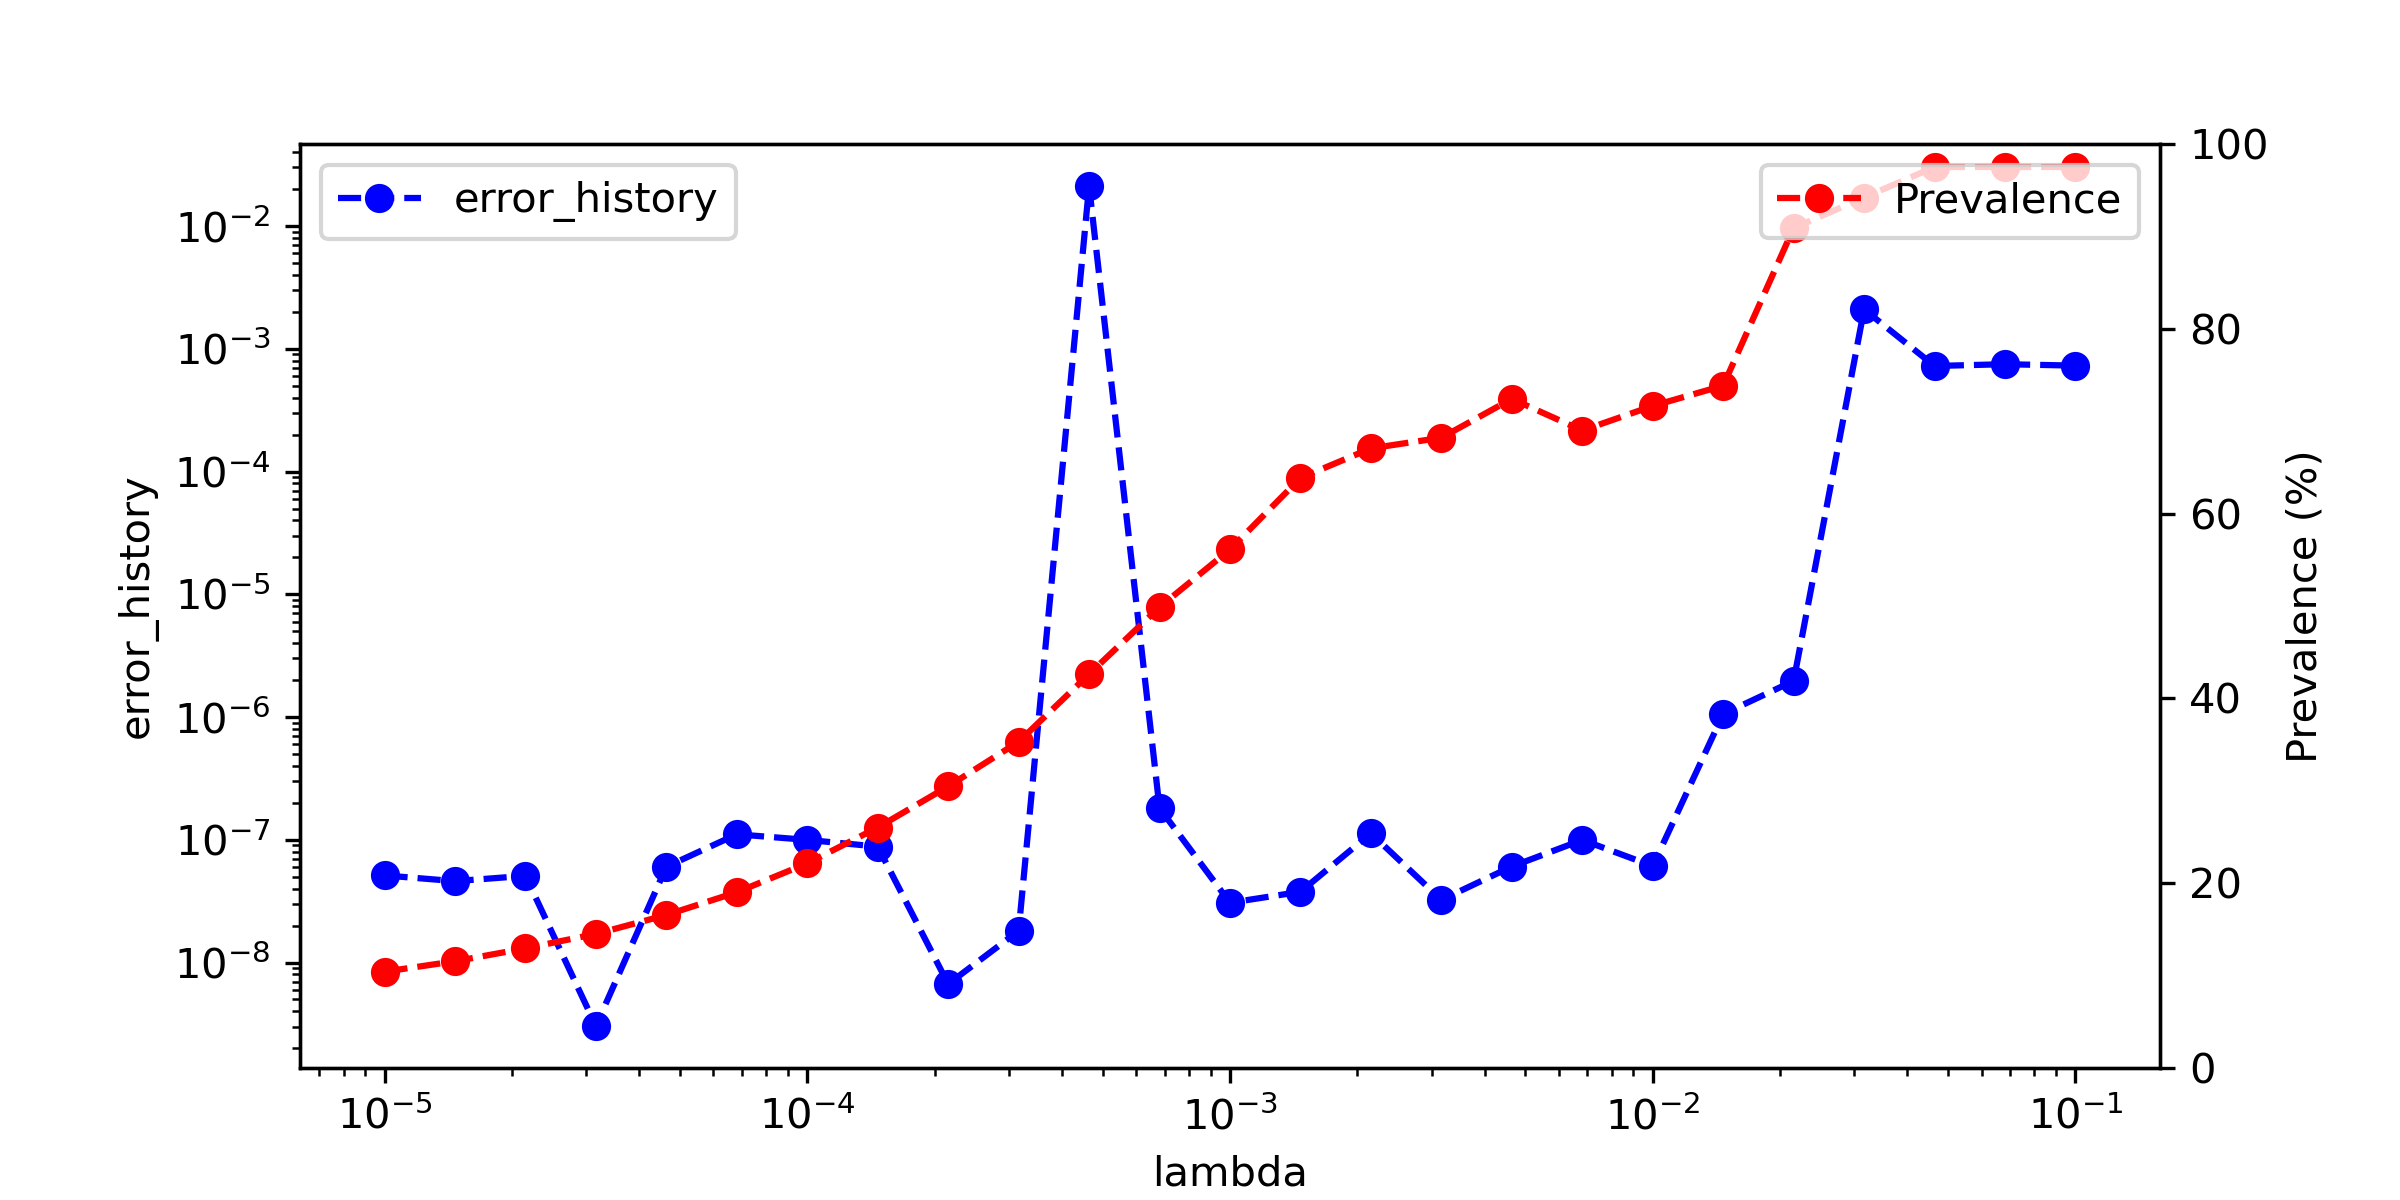 error_history
Prevalence
10⁻²
10⁻³
10⁻⁴
10⁻⁵
10⁻⁶
10⁻⁷
10⁻⁸
error_history
100
80
60
40
20
0
Prevalence (%)
10⁻⁵ 10⁻⁴ 10⁻³ 10⁻² 10⁻¹
lambda